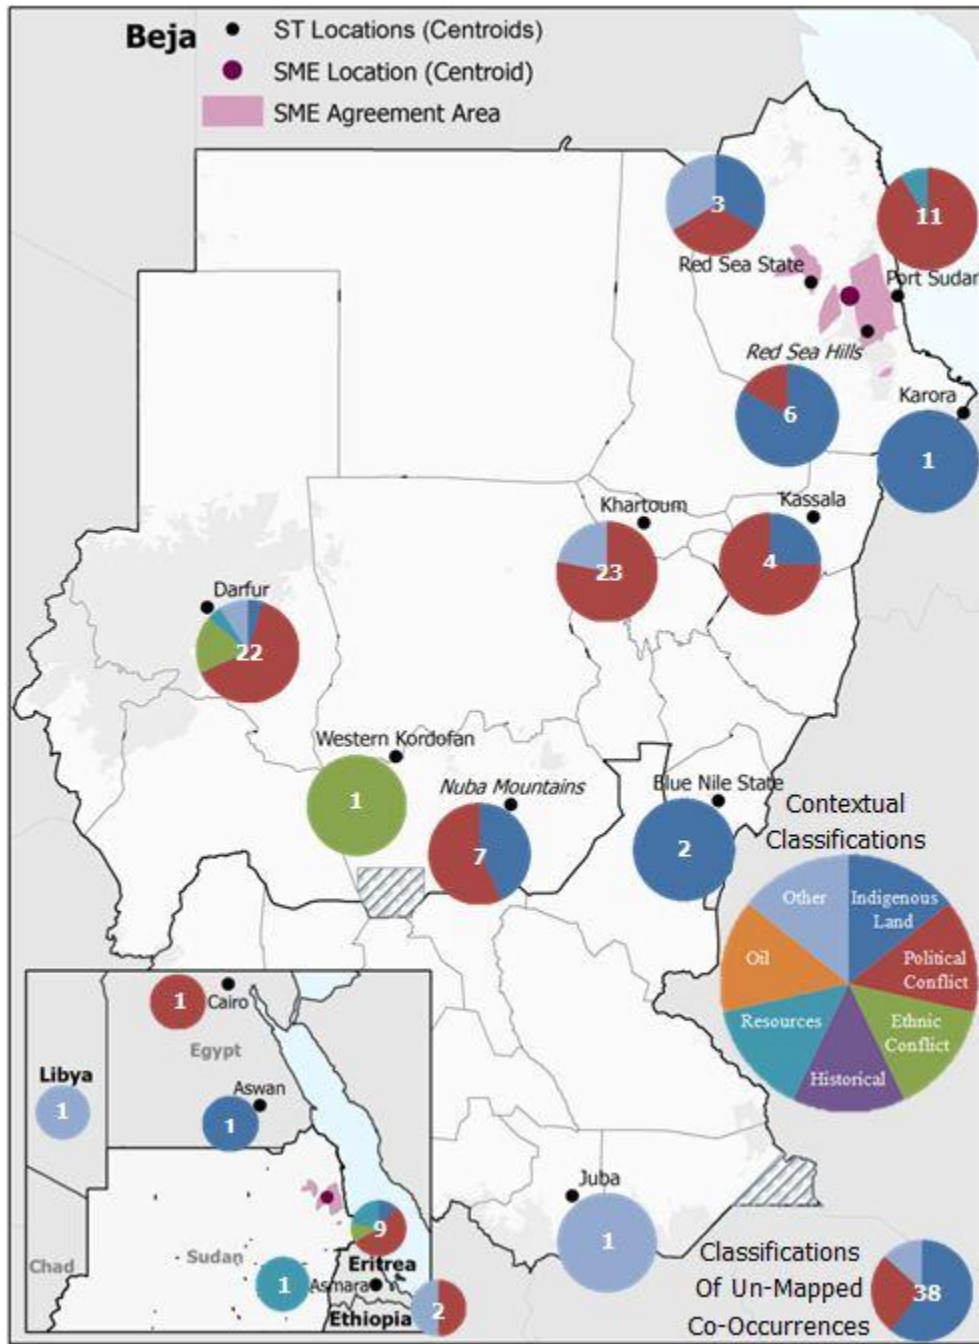 Beja
ST Locations (Centroids)
SME Location (Centroid)
SME Agreement Area
3
11
Red Sea State
Port Sudan
Red Sea Hills
6
Karora
1
Khartoum
Kassala
23
4
Darfur
22
Western Kordofan
1
Nuba Mountains
7
Blue Nile State
2
Contextual
Classifications
Other
Indigenous
Land
Oil
Political
Conflict
Resources
Ethnic
Conflict
Historical
1
Cairo
Egypt
Libya
1
Aswan
1
9
Sudan
Chad
1
Eritrea
Asmara
Ethiopia
2
Juba
1
Classifications
Of Un-Mapped
Co-Occurrences
38